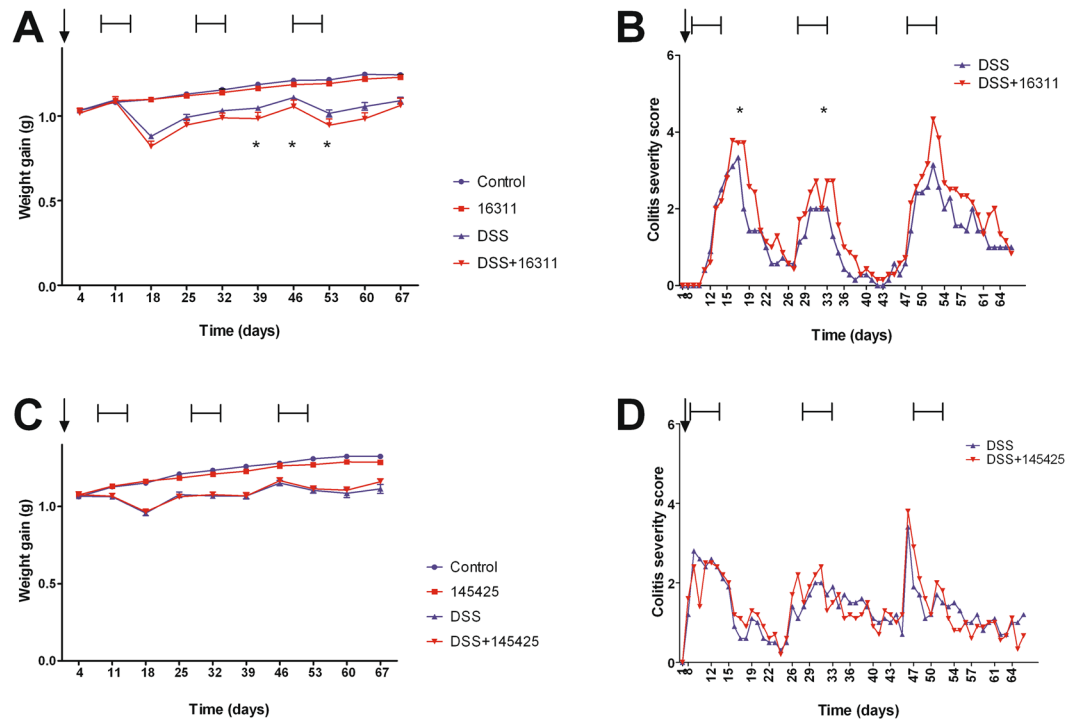 A
Weight gain (g)
1.0
0.5
0.0
* * *
Control
16311
DSS
DSS+16311
4 11 18 25 32 39 46 53 60 67
Time (days)
B
Colitis severity score
6
4
2
0
* *
DSS
DSS+16311
1 8 12 15 19 22 26 29 33 36 40 43 47 50 54 57 61 64
Time (days)
C
Weight gain (g)
1.0
0.5
0.0
Control
145425
DSS
DSS+145425
4 11 18 25 32 39 46 53 60 67
Time (days)
D
Colitis severity score
6
4
2
0
DSS
DSS+145425
1 8 12 15 19 22 26 29 33 36 40 43 47 50 54 57 61 64
Time (days)